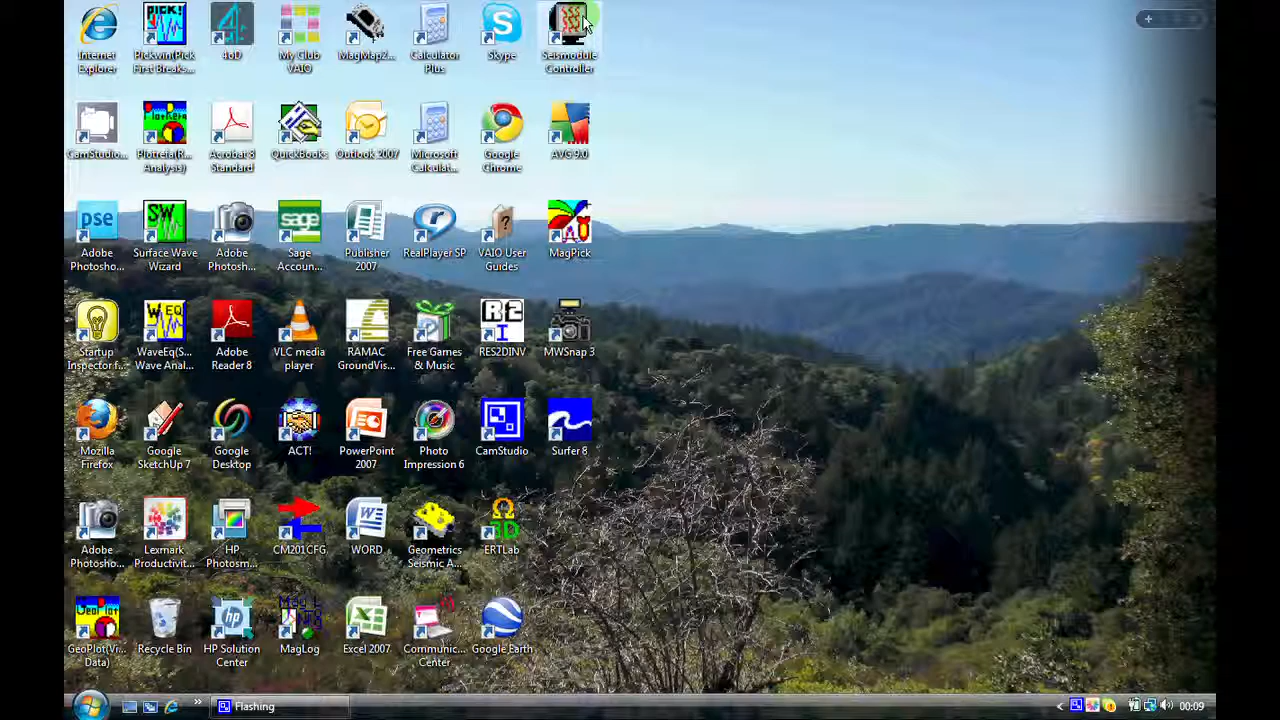 Internet Explorer
Pickwin(Pick First Breaks...
4oD
My Club VAIO
MagMap2...
Calculator Plus
Skype
Seismodule Controller
CamStudio...
Plotrefa(R... Analysis)
Acrobat 8 Standard
QuickBooks
Outlook 2007
Microsoft Calculat...
Google Chrome
AVG 9.0
Adobe Photosho...
Surface Wave Wizard
Adobe Photosh...
Sage Accoun...
Publisher 2007
RealPlayer SP
VAIO User Guides
MagPick
Startup Inspector f...
WaveEq(S... Wave Anal...
Adobe Reader 8
VLC media player
RAMAC GroundVis...
Free Games & Music
RES2DINV
MWSnap 3
Mozilla Firefox
Google SketchUp 7
Google Desktop
ACT!
PowerPoint 2007
Photo Impression 6
CamStudio
Surfer 8
Adobe Photosho...
Lexmark Productivit...
HP Photosm...
CM201CFG
WORD
Geometrics Seismic A...
ERTLab
GeoPlot(Vi... Data)
Recycle Bin
HP Solution Center
MagLog
Excel 2007
Communic... Center
Google Earth
Flashing
00:09